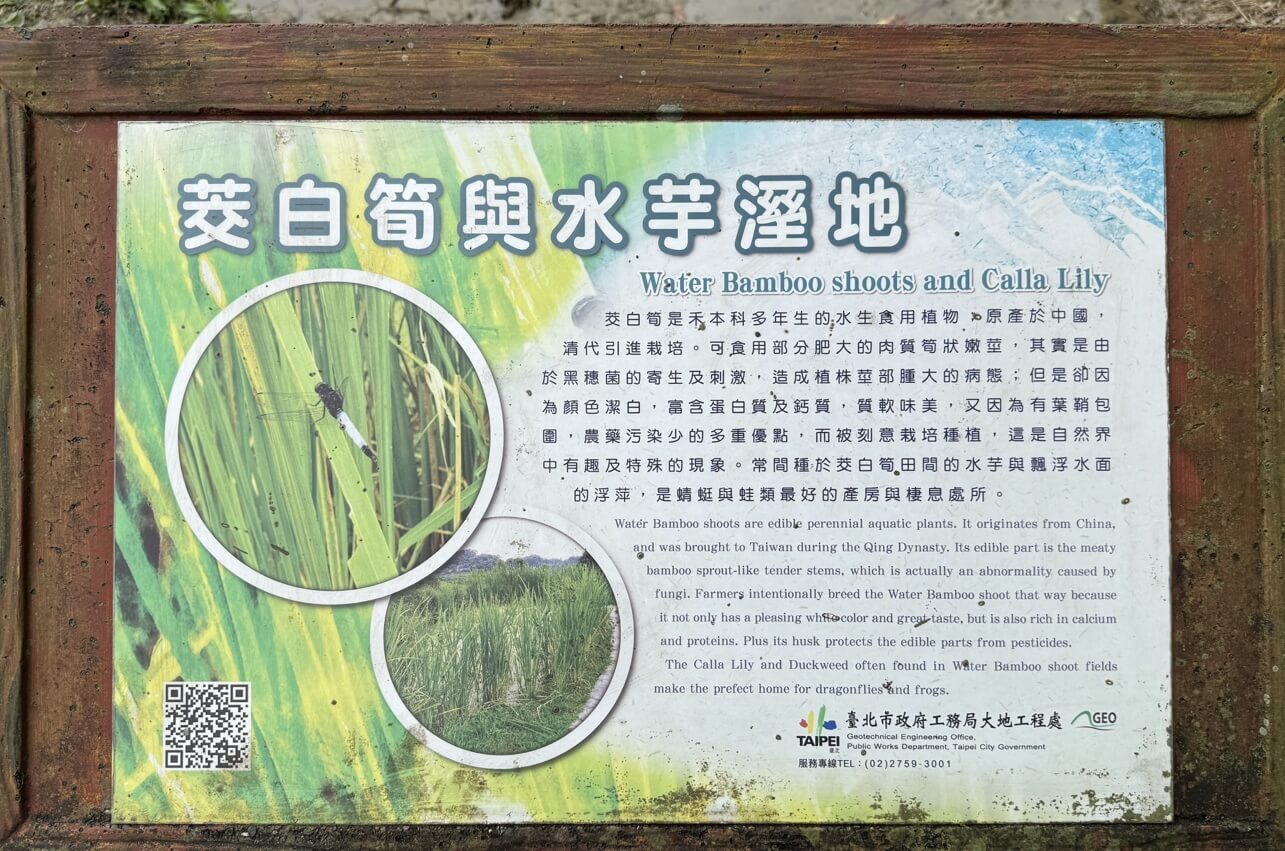 茭白筍與水芋溼地
Water Bamboo shoots and Calla Lily
茭白筍是禾本科多年生的水生食用植物，原產於中國，
清代引進栽培。可食用部分肥大的肉質筍狀嫩莖，其實是由
於黑穗菌的寄生及刺激，造成植株莖部腫大的病態；但是卻因
為顏色潔白，富含蛋白質及鈣質，質軟味美，又因為有葉鞘包
圍，農藥污染少的多重優點，而被刻意栽培種植，這是自然界
中有趣及特殊的現象。常間種於茭白筍田間的水芋與飄浮水面
的浮萍，是蜻蜓與蛙類最好的產房與棲息處所。
Water Bamboo shoots are edible perennial aquatic plants. It originates from China,
and was brought to Taiwan during the Qing Dynasty. Its edible part is the meaty
bamboo sprout-like tender stems, which is actually an abnormality caused by
fungi. Farmers intentionally breed the Water Bamboo shoot that way because
it not only has a pleasing white color and great taste, but is also rich in calcium
and proteins. Plus its husk protects the edible parts from pesticides.
The Calla Lily and Duckweed often found in Water Bamboo shoot fields
make the prefect home for dragonflies and frogs.
TAIPEI
臺北
臺北市政府工務局大地工程處
GEO
Geotechnical Engineering Office,
Public Works Department, Taipei City Government
服務專線TEL：(02)2759-3001